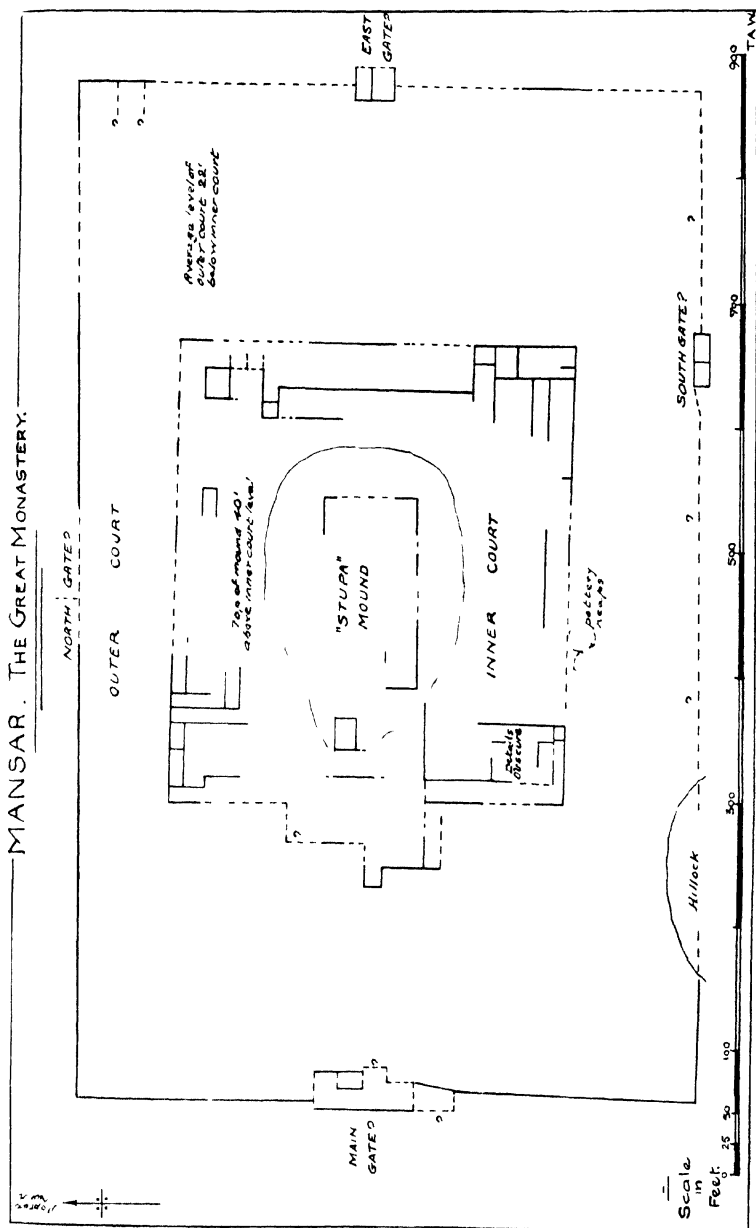 MANSAR. THE GREAT MONASTERY.
NORTH GATE?
OUTER COURT
?
?
EAST
GATE?
Average level of
outer court 22'
below inner court
Top of mound 40'
above inner court level
"STUPA"
MOUND
INNER COURT
pottery
heaps
details
obscure
?
MAIN
GATE?
?
?
Hillock
?
?
SOUTH GATE?
?
Scale
in
Feet.
0 25 50 100 300 500 700 900
TAW